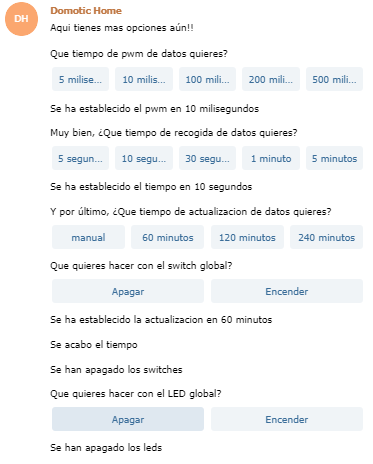 DH
Domotic Home
Aqui tienes mas opciones aún!!
Que tiempo de pwm de datos quieres?
5 milise... 10 milis... 100 mili... 200 mili... 500 mili...
Se ha establecido el pwm en 10 milisegundos
Muy bien, ¿Que tiempo de recogida de datos quieres?
5 segun... 10 segu... 30 segu... 1 minuto 5 minutos
Se ha establecido el tiempo en 10 segundos
Y por último, ¿Que tiempo de actualizacion de datos quieres?
manual 60 minutos 120 minutos 240 minutos
Que quieres hacer con el switch global?
Apagar Encender
Se ha establecido la actualizacion en 60 minutos
Se acabo el tiempo
Se han apagado los switches
Que quieres hacer con el LED global?
Apagar Encender
Se han apagado los leds